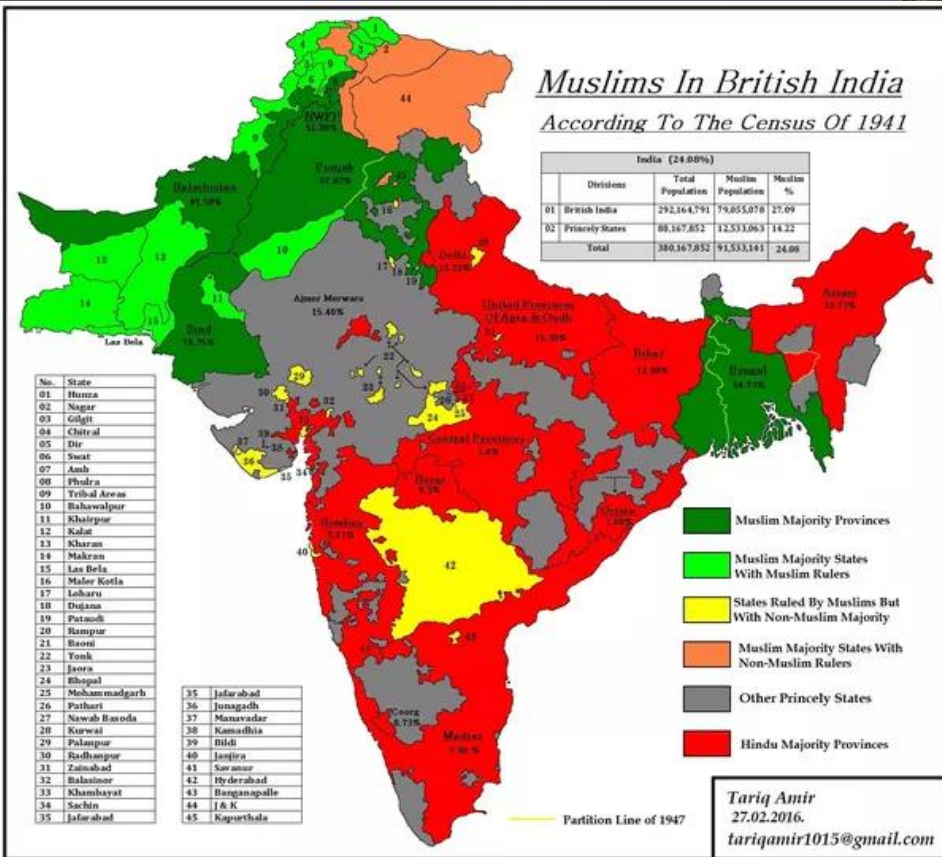 Muslims In British India
According To The Census Of 1941
India (24.08%)
Divisions Total Population Muslim Population Muslim %
01 British India 292,164,791 79,055,078 27.09
02 Princely States 88,167,852 12,533,063 14.22
Total 380,167,852 91,533,141 24.08
NWFP
Punjab
Baluchistan
Sind
Las Bela
Delhi
Ajmer Merwara
15.40%
United Provinces
Of Agra & Oudh
Bihar
Bengal
Assam
Central Provinces
Berar
Orissa
Bombay
Coorg
8.73%
Madras
No. State
01 Hunza
02 Nagar
03 Gilgit
04 Chitral
05 Dir
06 Swat
07 Amb
08 Phulra
09 Tribal Areas
10 Bahawalpur
11 Khairpur
12 Kalat
13 Kharan
14 Makran
15 Las Bela
16 Maler Kotla
17 Loharu
18 Dujana
19 Pataudi
20 Rampur
21 Baoni
22 Tonk
23 Jaora
24 Bhopal
25 Mohammadgarh
26 Pathari
27 Nawab Basoda
28 Kurwai
29 Palanpur
30 Radhanpur
31 Zainabad
32 Balasinor
33 Khambayat
34 Sachin
35 Jafarabad
35 Jafarabad
36 Junagadh
37 Manavadar
38 Kamadhia
39 Bildi
40 Janjira
41 Savanur
42 Hyderabad
43 Banganapalle
44 J & K
45 Kapurthala
Muslim Majority Provinces
Muslim Majority States
With Muslim Rulers
States Ruled By Muslims But
With Non-Muslim Majority
Muslim Majority States With
Non-Muslim Rulers
Other Princely States
Hindu Majority Provinces
Partition Line of 1947
Tariq Amir
27.02.2016.
tariqamir1015@gmail.com